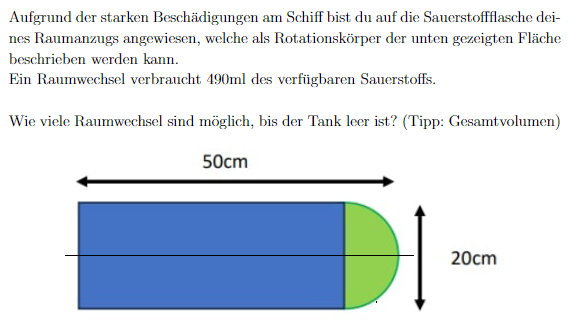 Aufgrund der starken Beschädigungen am Schiff bist du auf die Sauerstoffflasche dei-
nes Raumanzugs angewiesen, welche als Rotationskörper der unten gezeigten Fläche
beschrieben werden kann.
Ein Raumwechsel verbraucht 490ml des verfügbaren Sauerstoffs.
Wie viele Raumwechsel sind möglich, bis der Tank leer ist? (Tipp: Gesamtvolumen)
50cm
20cm